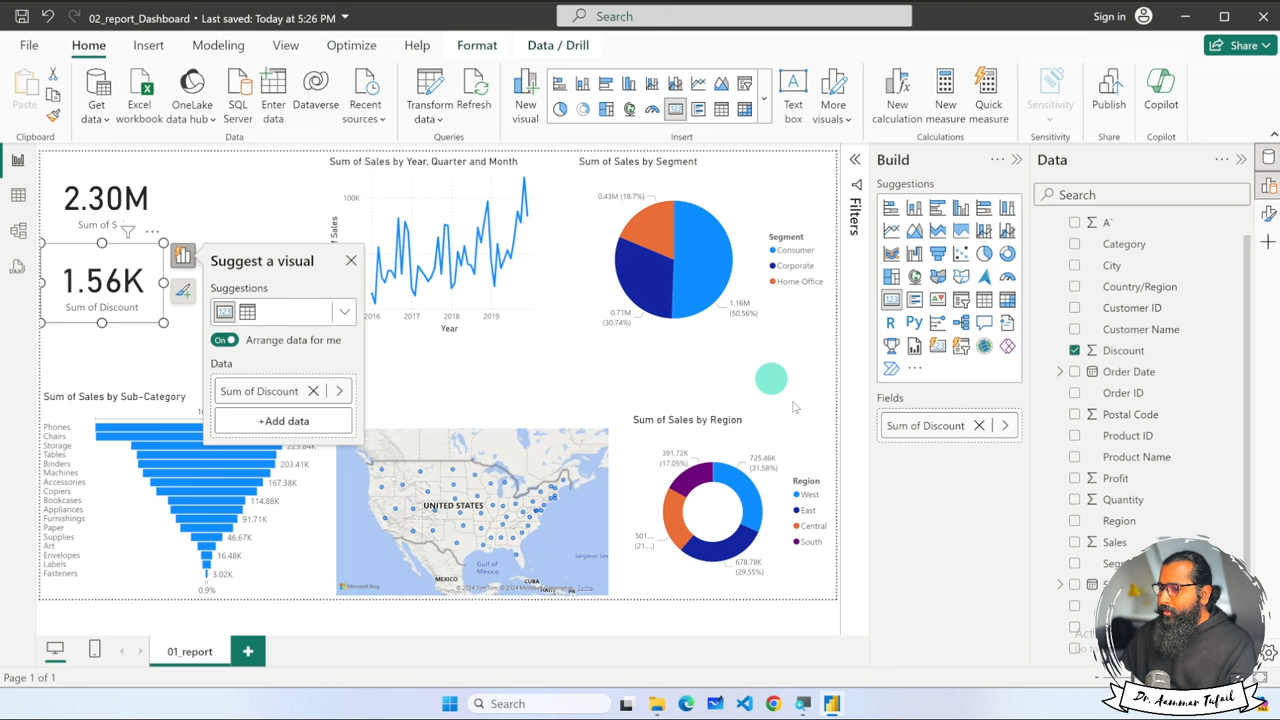 02_report_Dashboard • Last saved: Today at 5:26 PM
Search
Sign in
File
Home
Insert
Modeling
View
Optimize
Help
Format
Data / Drill
Share
Paste
Get data
Excel workbook
OneLake data hub
SQL Server
Enter data
Dataverse
Recent sources
Transform data
Refresh
New visual
Text box
More visuals
New calculation
New measure
Quick measure
Sensitivity
Publish
Copilot
Clipboard
Data
Queries
Insert
Calculations
Sensitivity
Share
Copilot
2.30M
Sum of S
1.56K
Sum of Discount
Suggest a visual
Suggestions
On
Arrange data for me
Data
Sum of Discount
+Add data
Sum of Sales by Year, Quarter and Month
100K
of Sales
2016
2017
2018
2019
Year
Sum of Sales by Segment
0.43M (18.7%)
0.71M
(30.74%)
1.16M
(50.56%)
Segment
Consumer
Corporate
Home Office
Sum of Sales by Sub-Category
Phones
Chairs
Storage
Tables
Binders
Machines
Accessories
Copiers
Bookcases
Appliances
Furnishings
Paper
Supplies
Art
Envelopes
Labels
Fasteners
203.41K
167.38K
114.88K
91.71K
46.67K
16.48K
3.02K
0.9%
UNITED STATES
MEXICO
Gulf of
Mexico
CUBA
Microsoft Bing
Terms
Sum of Sales by Region
391.72K
(17.05%)
725.46K
(31.58%)
501....
(21....)
678.78K
(29.55%)
Region
West
East
Central
South
Filters
Build
Suggestions
R
Py
Fields
Sum of Discount
Data
Search
A`
Category
City
Country/Region
Customer ID
Customer Name
Discount
Order Date
Order ID
Postal Code
Product ID
Product Name
Profit
Quantity
Region
Sales
01_report
Page 1 of 1
Search
Dr. Aammar Tufail